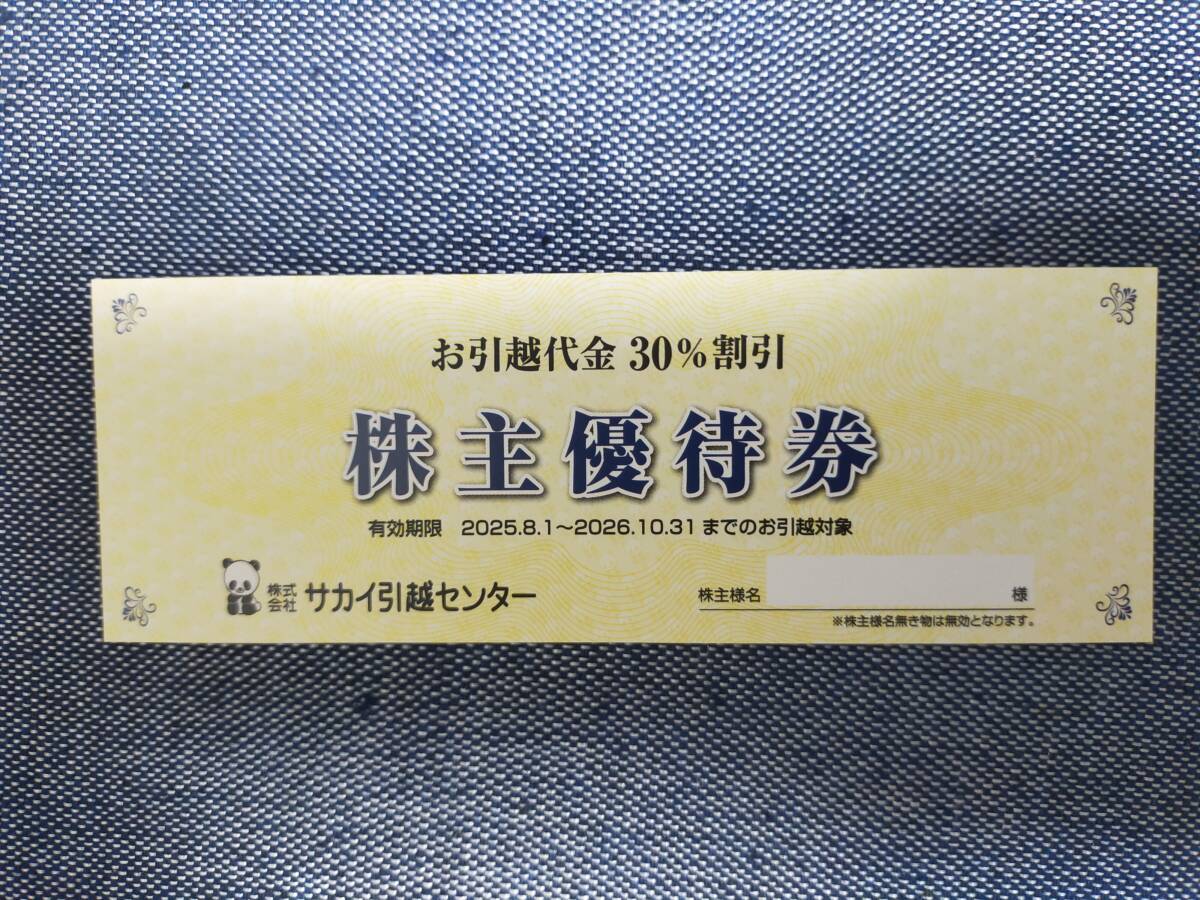 お引越代金 30%割引
株主優待券
有効期限 2025.8.1～2026.10.31 までのお引越対象
株式会社 サカイ引越センター
株主様名 様
※株主様名無き物は無効となります。